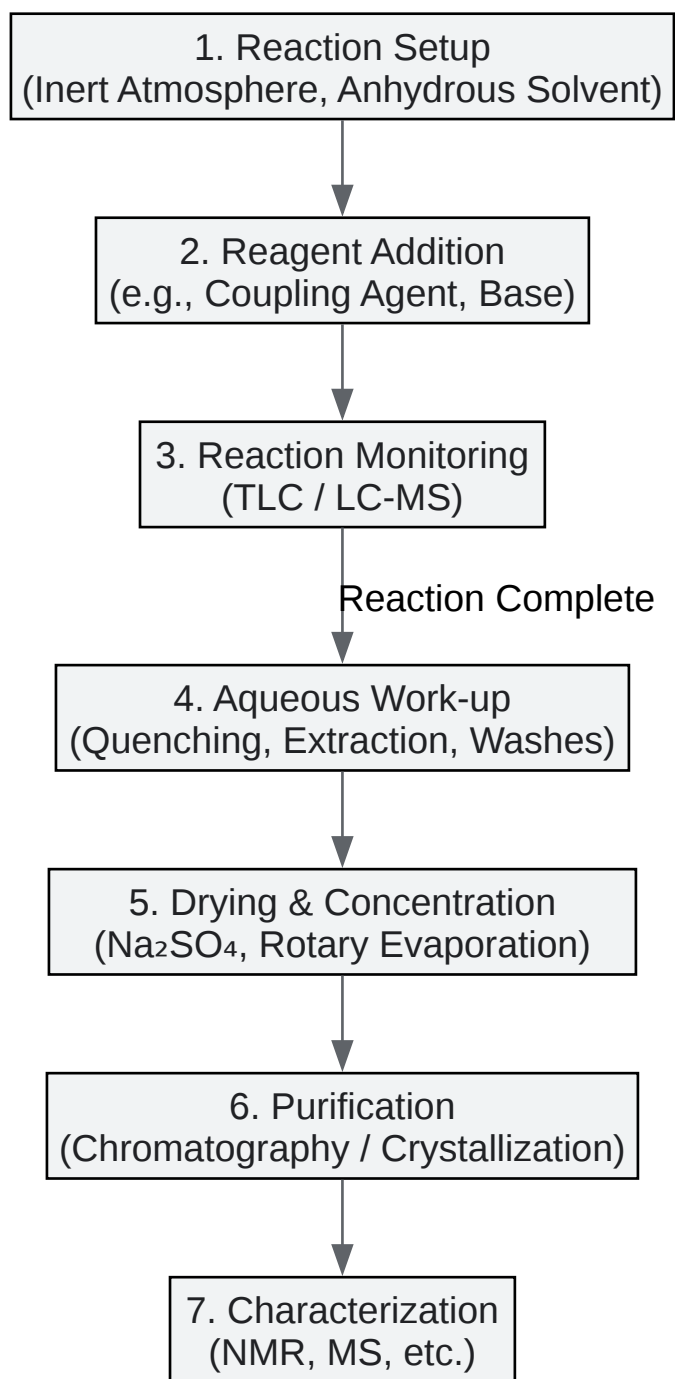 1. Reaction Setup
(Inert Atmosphere, Anhydrous Solvent)
2. Reagent Addition
(e.g., Coupling Agent, Base)
3. Reaction Monitoring
(TLC / LC-MS)
Reaction Complete
4. Aqueous Work-up
(Quenching, Extraction, Washes)
5. Drying & Concentration
(Na₂SO₄, Rotary Evaporation)
6. Purification
(Chromatography / Crystallization)
7. Characterization
(NMR, MS, etc.)